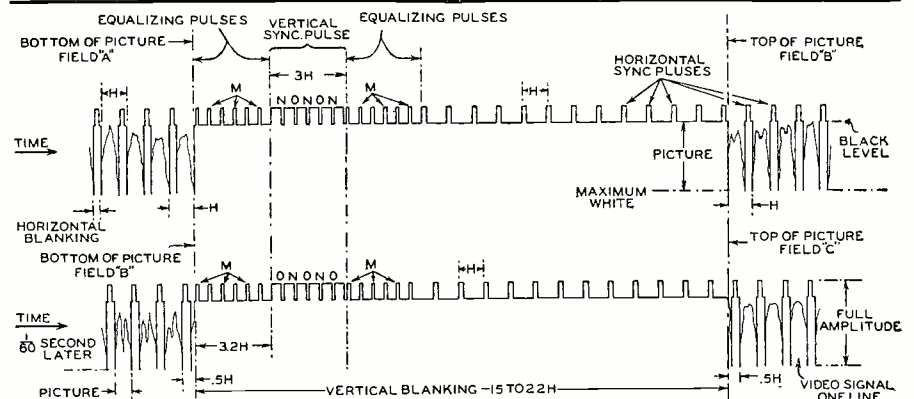 EQUALIZING PULSES
VERTICAL
SYNC. PULSE
EQUALIZING PULSES
BOTTOM OF PICTURE
FIELD "A"
TOP OF PICTURE
FIELD "B"
3H
HORIZONTAL
SYNC PLUSES
H
M
N O N O N
M
H
TIME
PICTURE
BLACK
LEVEL
MAXIMUM
WHITE
H
H
HORIZONTAL
BLANKING
BOTTOM OF PICTURE
FIELD "B"
TOP OF PICTURE
FIELD "C"
M
O N O N O
M
H
TIME
1/60 SECOND
LATER
3.2H
FULL
AMPLITUDE
.5H
VERTICAL BLANKING - 15 TO 22H
.5H
PICTURE
VIDEO SIGNAL
ONE LINE